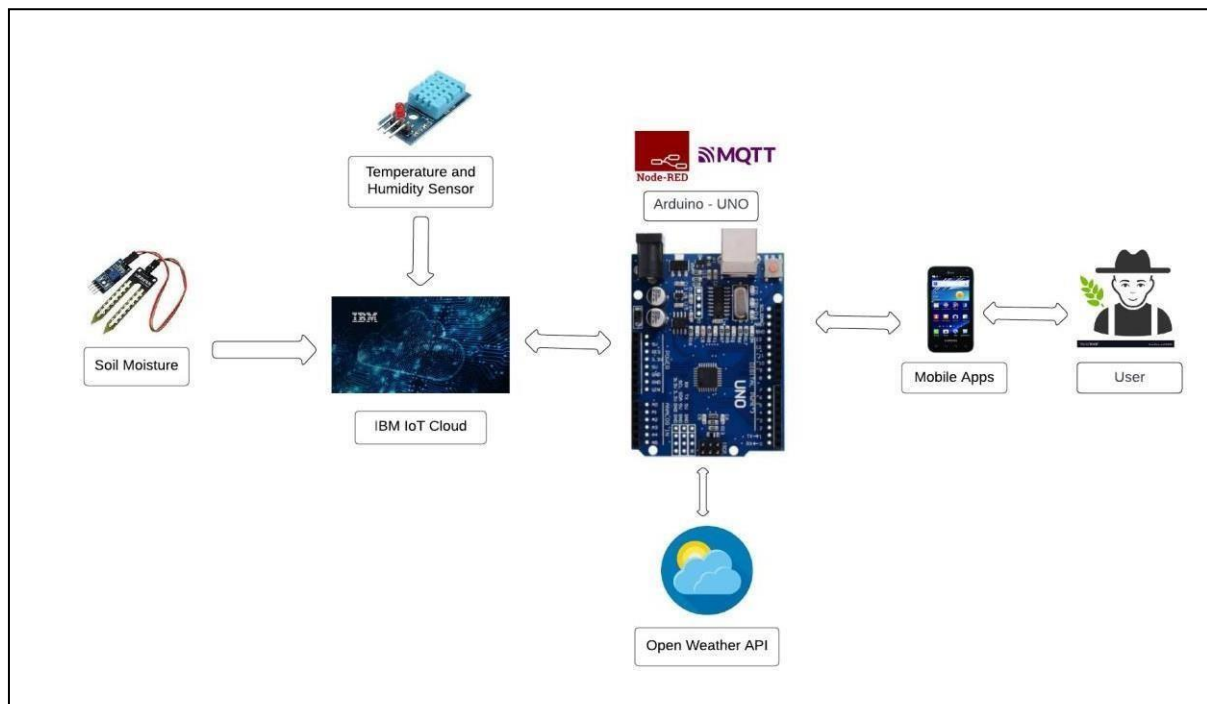 Temperature and
Humidity Sensor
Node-RED
MQTT
Arduino - UNO
Soil Moisture
IBM
IBM IoT Cloud
UNO
Mobile Apps
User
Open Weather API